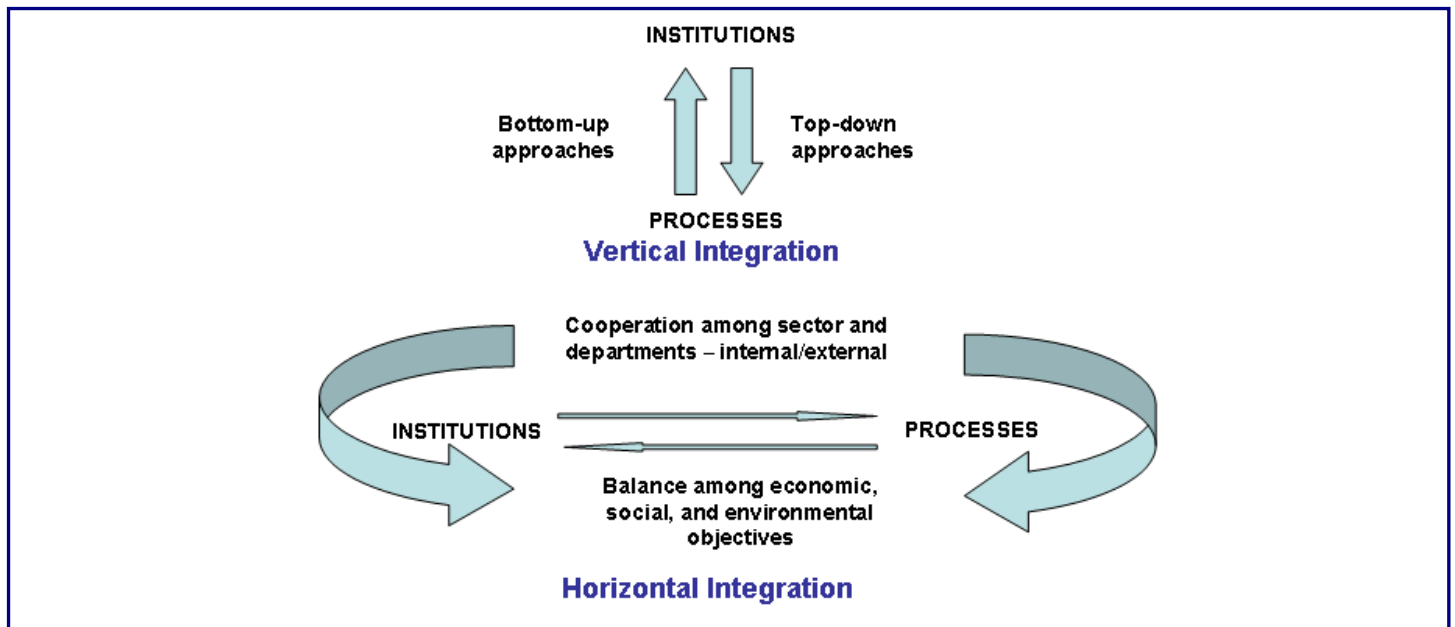 INSTITUTIONS
Bottom-up
approaches
Top-down
approaches
PROCESSES
Vertical Integration
Cooperation among sector and
departments – internal/external
INSTITUTIONS
PROCESSES
Balance among economic,
social, and environmental
objectives
Horizontal Integration